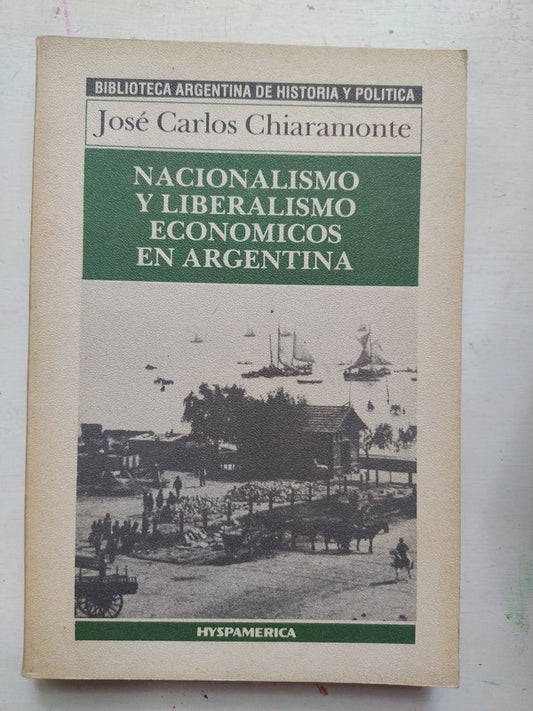 BIBLIOTECA ARGENTINA DE HISTORIA Y POLITICA
José Carlos Chiaramonte
NACIONALISMO
Y LIBERALISMO
ECONOMICOS
EN ARGENTINA
HYSPAMERICA